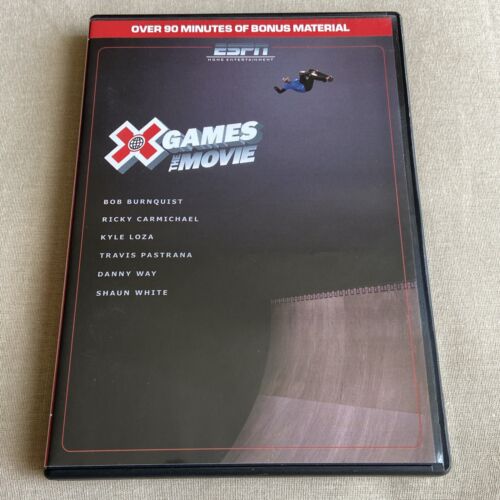 OVER 90 MINUTES OF BONUS MATERIAL
ESPN
HOME ENTERTAINMENT
X GAMES
THE MOVIE
BOB BURNQUIST
RICKY CARMICHAEL
KYLE LOZA
TRAVIS PASTRANA
DANNY WAY
SHAUN WHITE